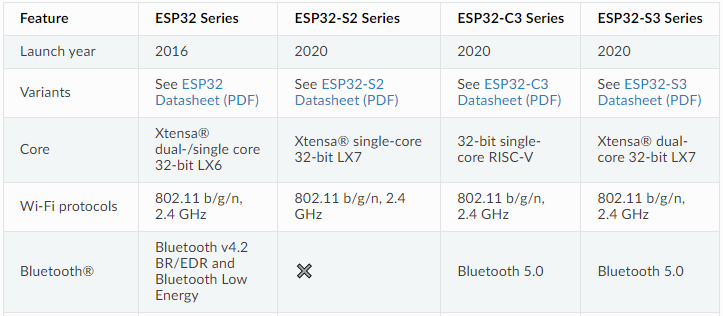 Feature ESP32 Series ESP32-S2 Series ESP32-C3 Series ESP32-S3 Series
Launch year 2016 2020 2020 2020
Variants
See ESP32
Datasheet (PDF)
See ESP32-S2
Datasheet (PDF)
See ESP32-C3
Datasheet (PDF)
See ESP32-S3
Datasheet (PDF)
Core
Xtensa®
dual-/single core
32-bit LX6
Xtensa® single-core
32-bit LX7
32-bit single-
core RISC-V
Xtensa® dual-
core 32-bit LX7
Wi-Fi protocols
802.11 b/g/n,
2.4 GHz
802.11 b/g/n, 2.4
GHz
802.11 b/g/n,
2.4 GHz
802.11 b/g/n,
2.4 GHz
Bluetooth®
Bluetooth v4.2
BR/EDR and
Bluetooth Low
Energy
Bluetooth 5.0
Bluetooth 5.0